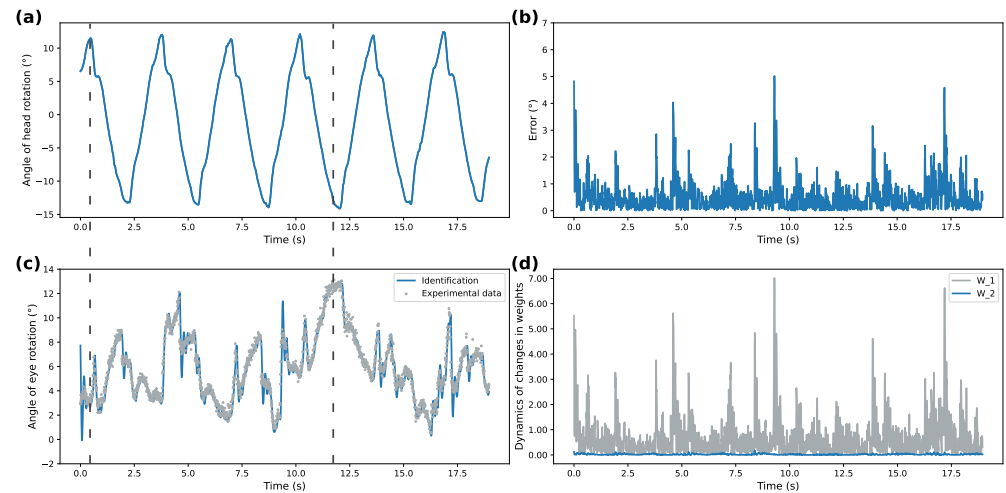 (a)
Angle of head rotation (°)
10
5
0
−5
−10
−15
0.0 2.5 5.0 7.5 10.0 12.5 15.0 17.5
Time (s)
(b)
Error (°)
7
6
5
4
3
2
1
0
0.0 2.5 5.0 7.5 10.0 12.5 15.0 17.5
Time (s)
(c)
Angle of eye rotation (°)
14
12
10
8
6
4
2
0
−2
Identification
Experimental data
0.0 2.5 5.0 7.5 10.0 12.5 15.0 17.5
Time (s)
(d)
Dynamics of changes in weights
7.00
6.00
5.00
4.00
3.00
2.00
1.00
0.00
W_1
W_2
0.0 2.5 5.0 7.5 10.0 12.5 15.0 17.5
Time (s)